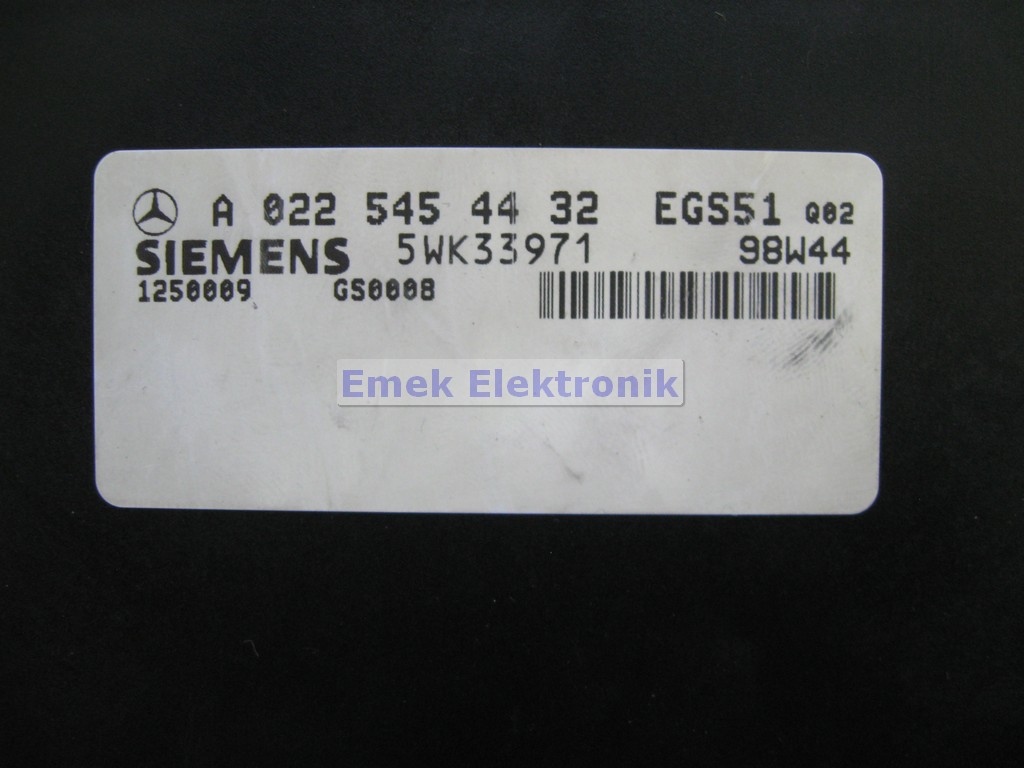 A 022 545 44 32 EGS51 Q02
SIEMENS 5WK33971 98W44
1250009 GS0008
Emek Elektronik